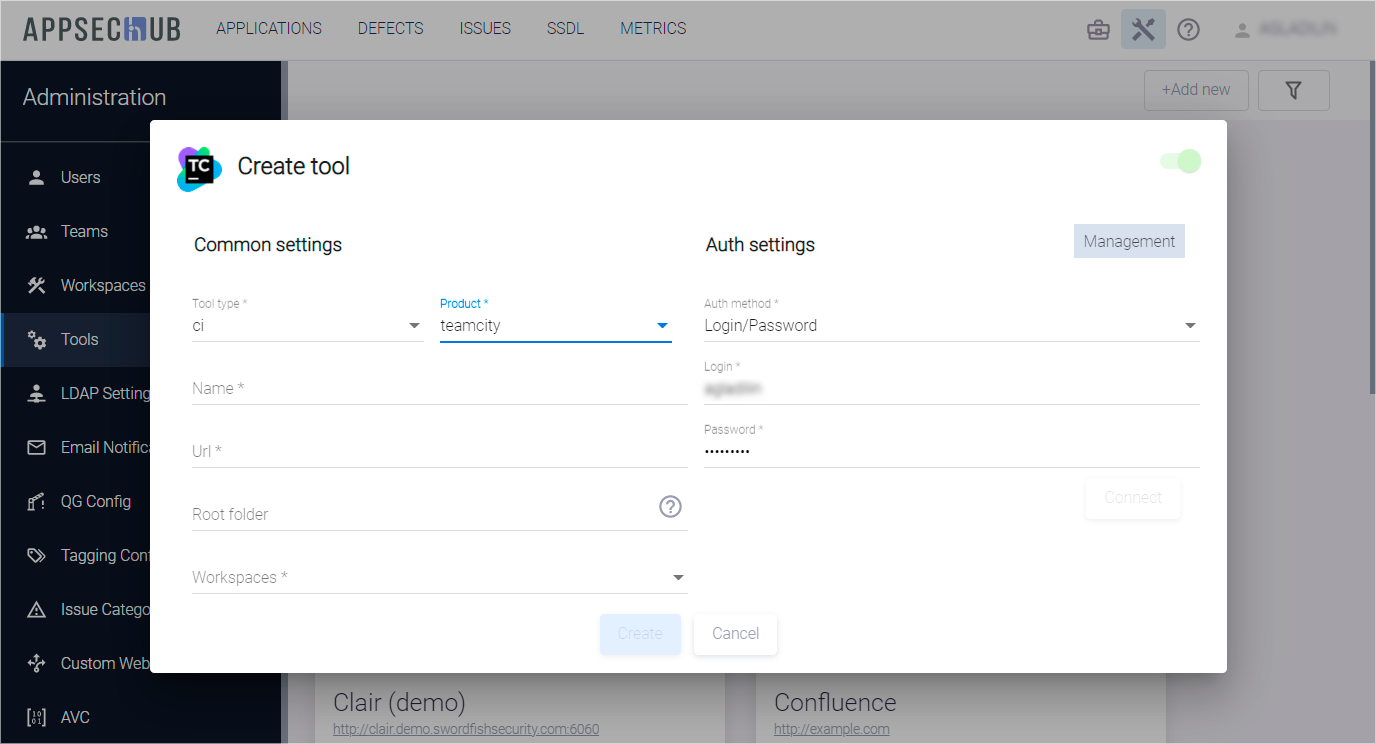 APPSECHUB APPLICATIONS DEFECTS ISSUES SSDL METRICS
Administration
+Add new
Users
Teams
Workspaces
Tools
LDAP Setting
Email Notific
QG Config
Tagging Conf
Issue Catego
Custom Web
AVC
TC Create tool
Common settings
Tool type *
ci
Product *
teamcity
Name *
Url *
Root folder
Workspaces *
Auth settings
Management
Auth method *
Login/Password
Login *
Password *
•••••••••
Connect
Create Cancel
Clair (demo)
http://clair.demo.swordfishsecurity.com:6060
Confluence
http://example.com